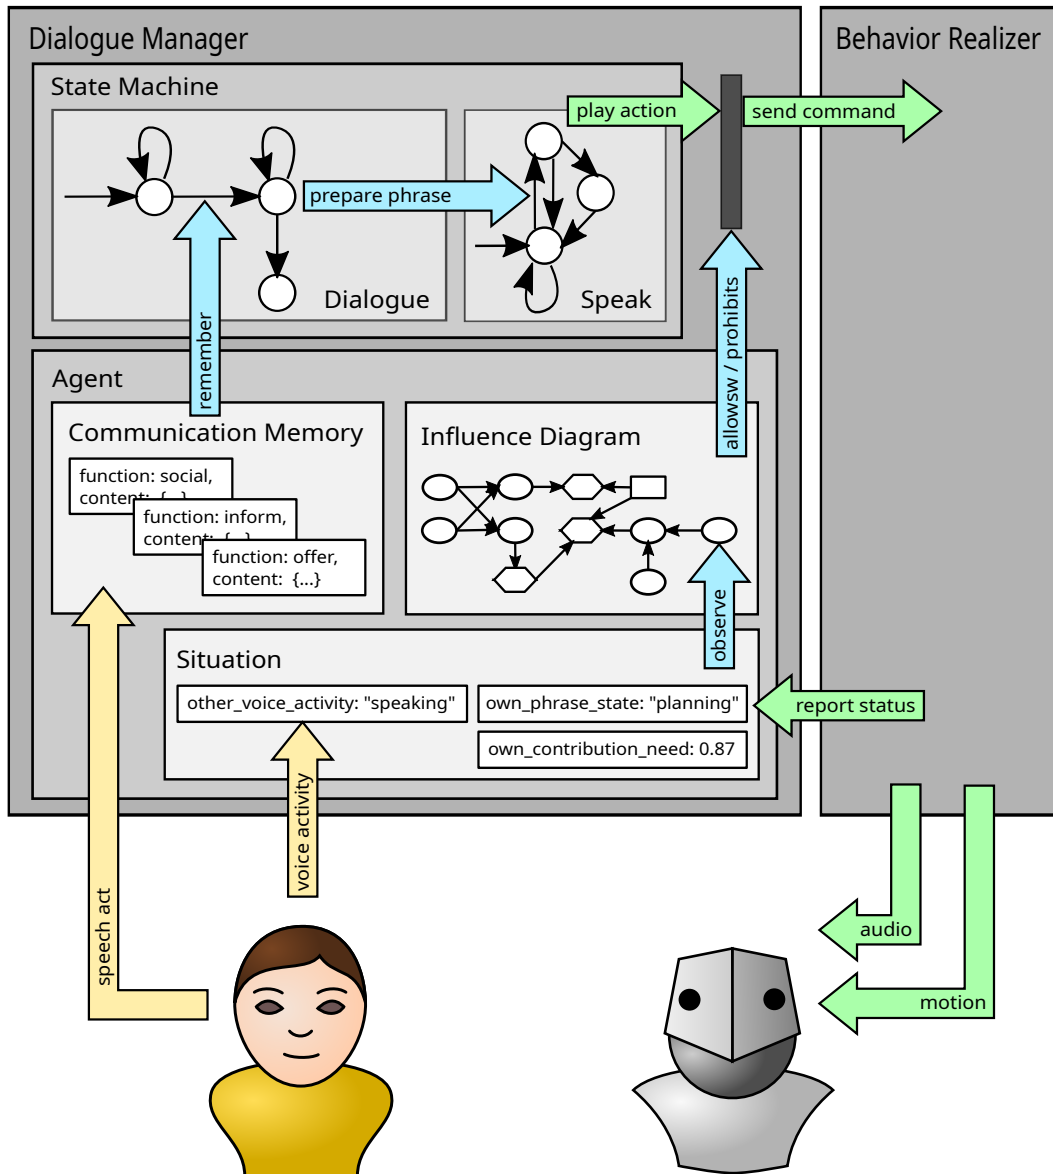 Dialogue Manager
Behavior Realizer
State Machine
play action
send command
prepare phrase
Dialogue
Speak
remember
allowsw / prohibits
Agent
Communication Memory
function: social,
content: {...}
function: inform,
content: {...}
function: offer,
content: {...}
Influence Diagram
observe
Situation
other_voice_activity: "speaking"
own_phrase_state: "planning"
own_contribution_need: 0.87
report status
voice activity
speech act
audio
motion